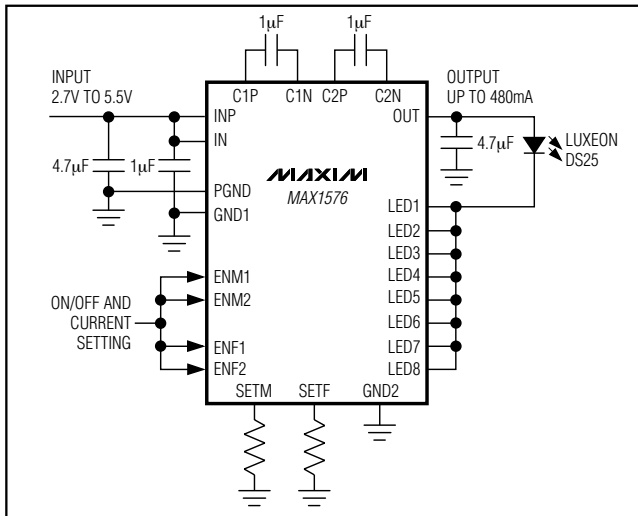 1µF
1µF
INPUT
2.7V TO 5.5V
OUTPUT
UP TO 480mA
C1P
C1N
C2P
C2N
INP
OUT
IN
4.7µF
1µF
4.7µF
LUXEON
DS25
MAXIM
MAX1576
PGND
GND1
LED1
LED2
LED3
LED4
LED5
LED6
LED7
LED8
ENM1
ENM2
ON/OFF AND
CURRENT
SETTING
ENF1
ENF2
SETM
SETF
GND2